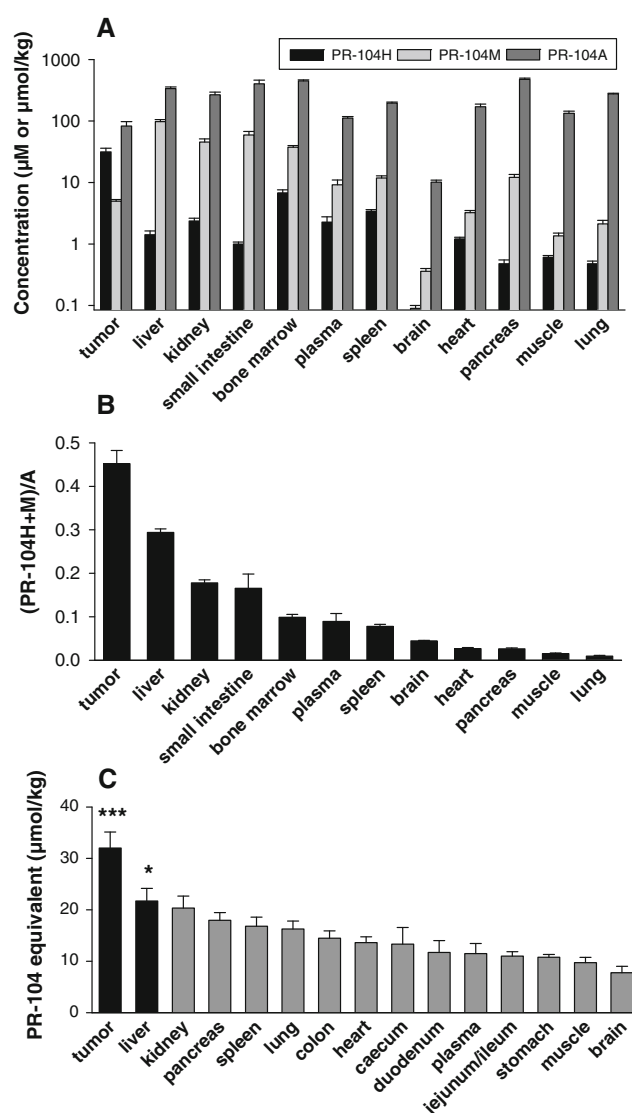 A
PR-104H PR-104M PR-104A
Concentration (µM or µmol/kg)
1000
100
10
1
0.1
tumor
liver
kidney
small intestine
bone marrow
plasma
spleen
brain
heart
pancreas
muscle
lung
B
(PR-104H+M)/A
0.5
0.4
0.3
0.2
0.1
0.0
tumor
liver
kidney
small intestine
bone marrow
plasma
spleen
brain
heart
pancreas
muscle
lung
C
PR-104 equivalent (µmol/kg)
40
30
20
10
0
***
*
tumor
liver
kidney
pancreas
spleen
lung
colon
heart
caecum
duodenum
plasma
jejunum/ileum
stomach
muscle
brain